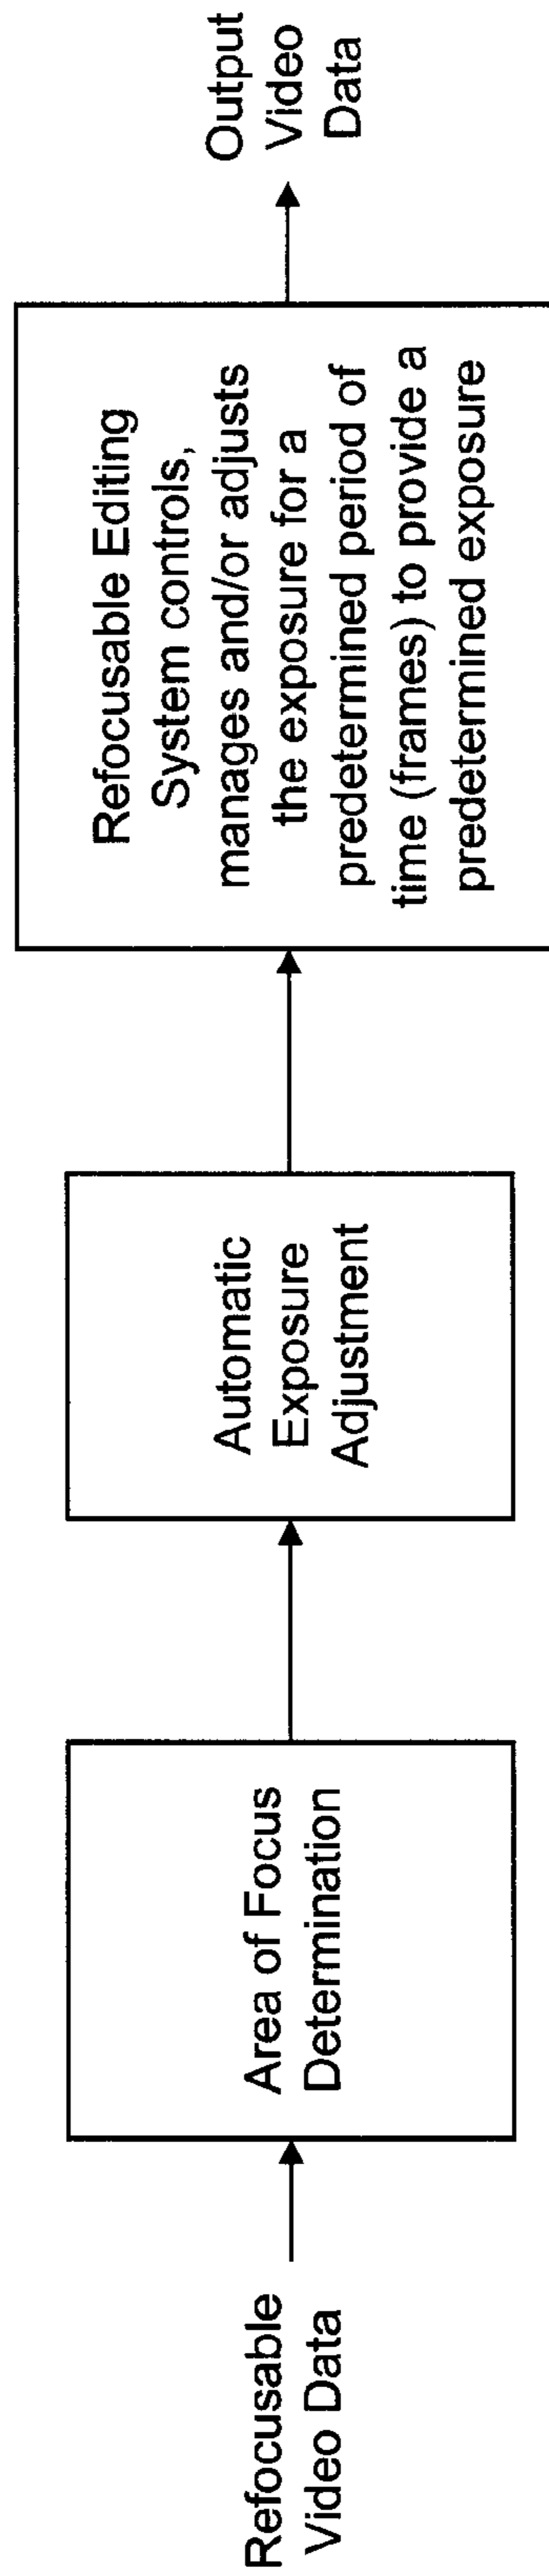 Refocusable
Video Data
Area of Focus
Determination
Automatic
Exposure
Adjustment
Refocusable Editing
System controls,
manages and/or adjusts
the exposure for a
predetermined period of
time (frames) to provide a
predetermined exposure
Output
Video
Data